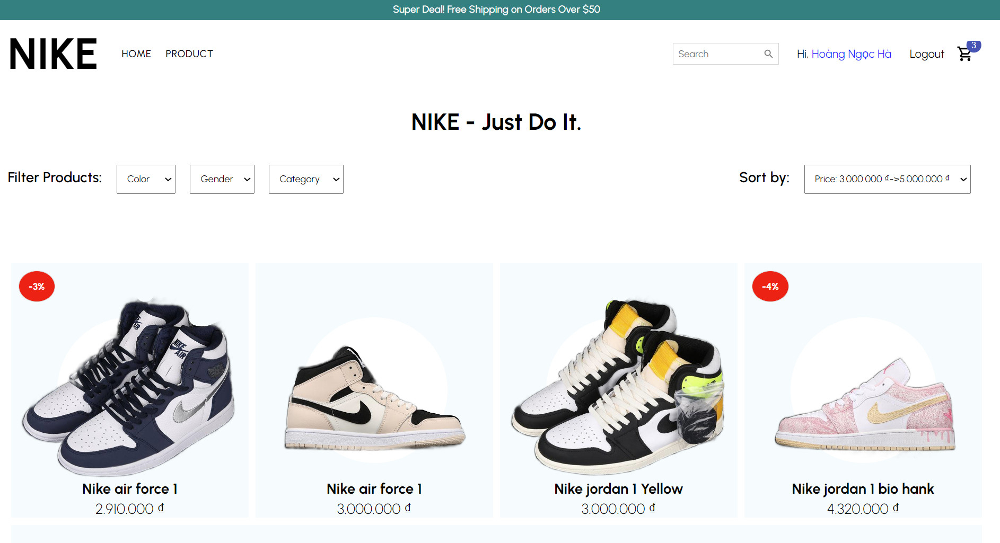 Super Deal! Free Shipping on Orders Over $50
NIKE
HOME PRODUCT
Search
Hi, Hoàng Ngọc Hà
Logout
3
NIKE - Just Do It.
Filter Products:
Color
Gender
Category
Sort by:
Price: 3.000.000 ₫->5.000.000 ₫
-3%
-4%
NIKE
AIR
Nike air force 1
2.910.000 ₫
Nike air force 1
3.000.000 ₫
Nike jordan 1 Yellow
3.000.000 ₫
Nike jordan 1 bio hank
4.320.000 ₫